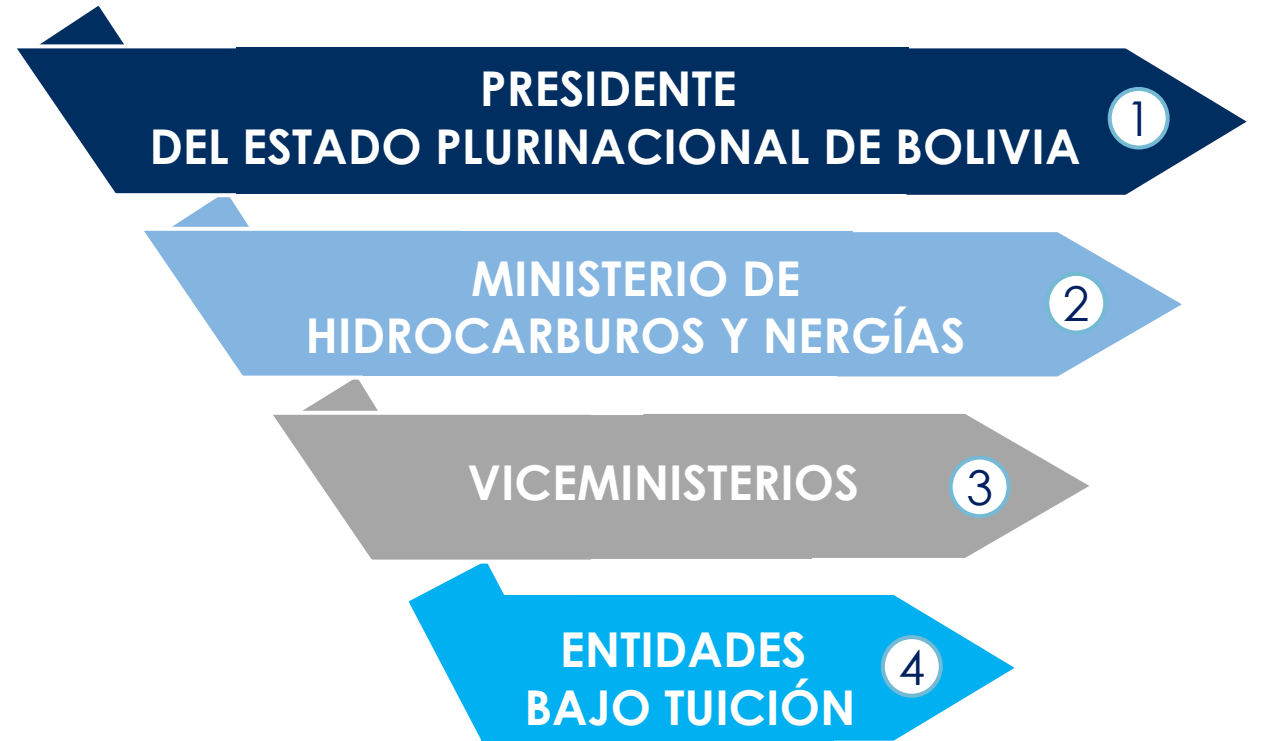 PRESIDENTE
DEL ESTADO PLURINACIONAL DE BOLIVIA
1
MINISTERIO DE
HIDROCARBUROS Y NERGÍAS
2
VICEMINISTERIOS
3
ENTIDADES
BAJO TUICIÓN
4